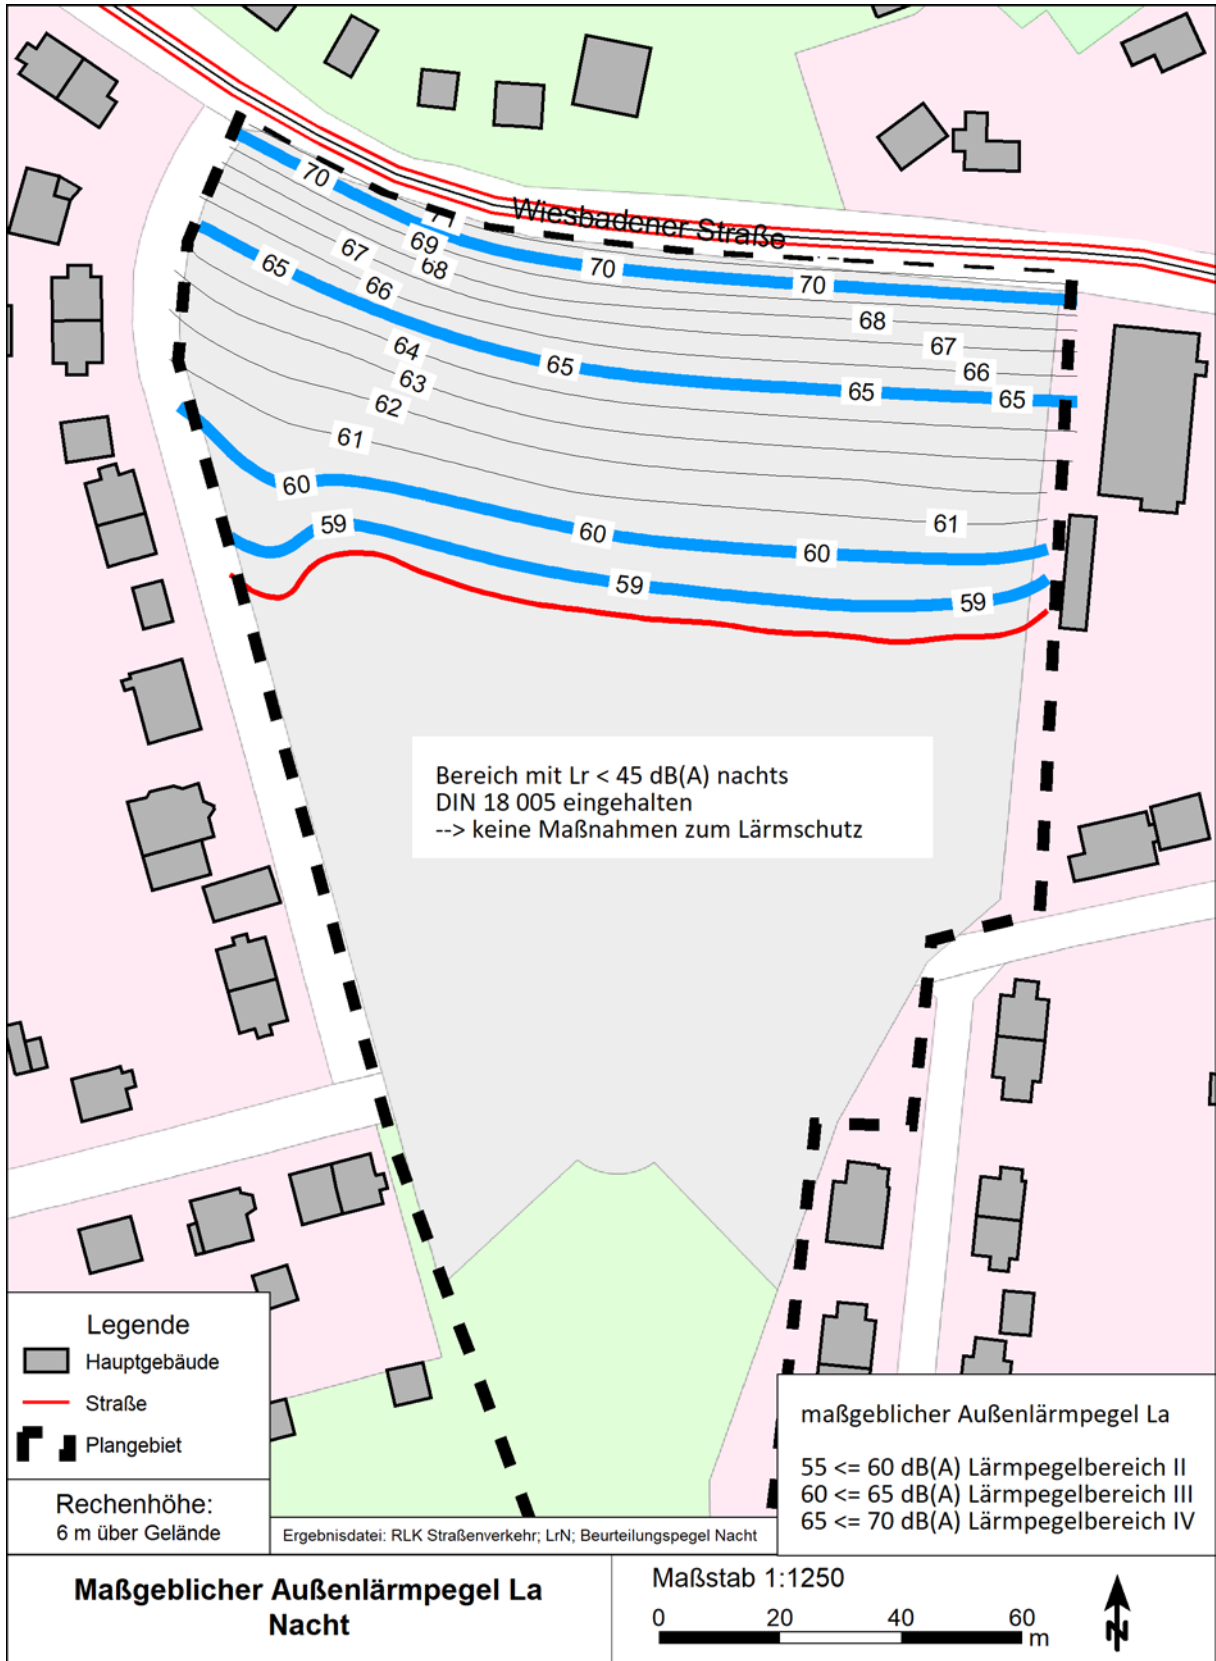 70
71
Wiesbadener Straße
69
67
68
65
70
70
66
68
64
67
65
66
63
65
65
62
61
60
61
59
60
60
59
59
Bereich mit Lr < 45 dB(A) nachts
DIN 18 005 eingehalten
--> keine Maßnahmen zum Lärmschutz
Legende
Hauptgebäude
Straße
Plangebiet
Rechenhöhe:
6 m über Gelände
Ergebnisdatei: RLK Straßenverkehr; LrN; Beurteilungspegel Nacht
maßgeblicher Außenlärmpegel La
55 <= 60 dB(A) Lärmpegelbereich II
60 <= 65 dB(A) Lärmpegelbereich III
65 <= 70 dB(A) Lärmpegelbereich IV
Maßgeblicher Außenlärmpegel La
Nacht
Maßstab 1:1250
0 20 40 60
m
N